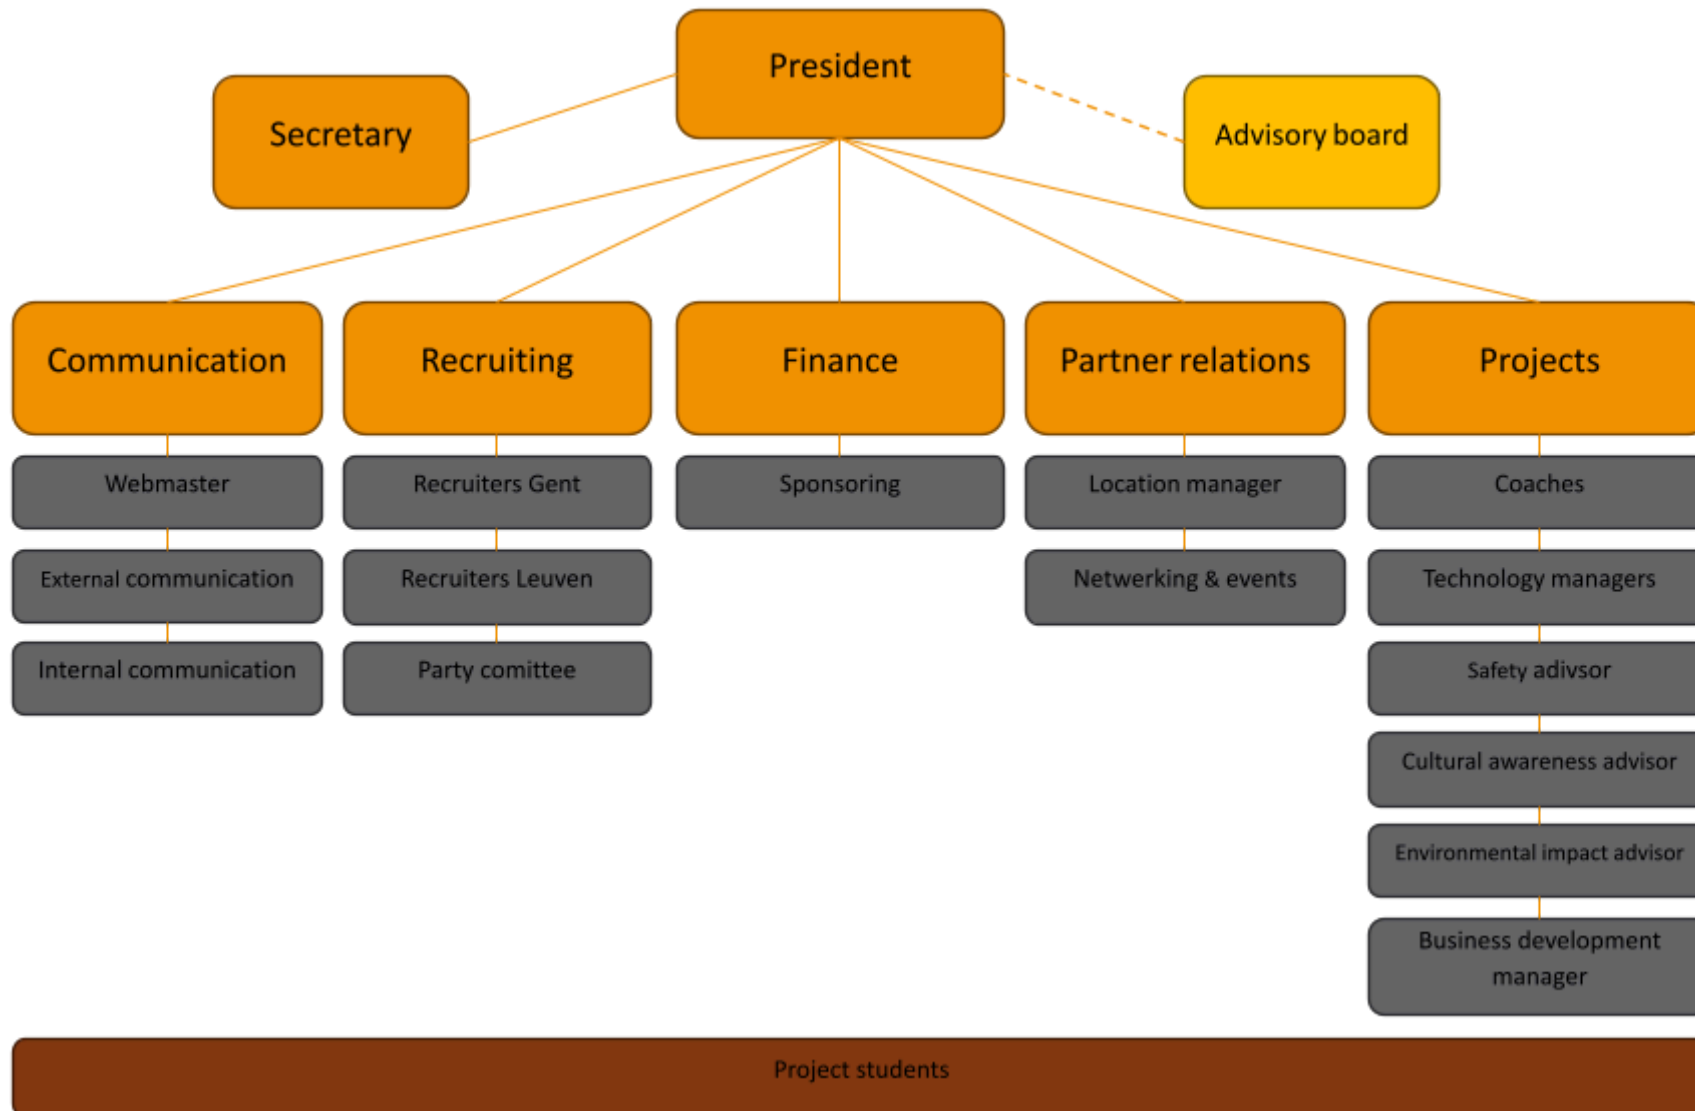 President
Secretary
Advisory board
Communication
Recruiting
Finance
Partner relations
Projects
Webmaster
Recruiters Gent
Sponsoring
Location manager
Coaches
External communication
Recruiters Leuven
Netwerking & events
Technology managers
Internal communication
Party comittee
Safety adivsor
Cultural awareness advisor
Environmental impact advisor
Business development
manager
Project students